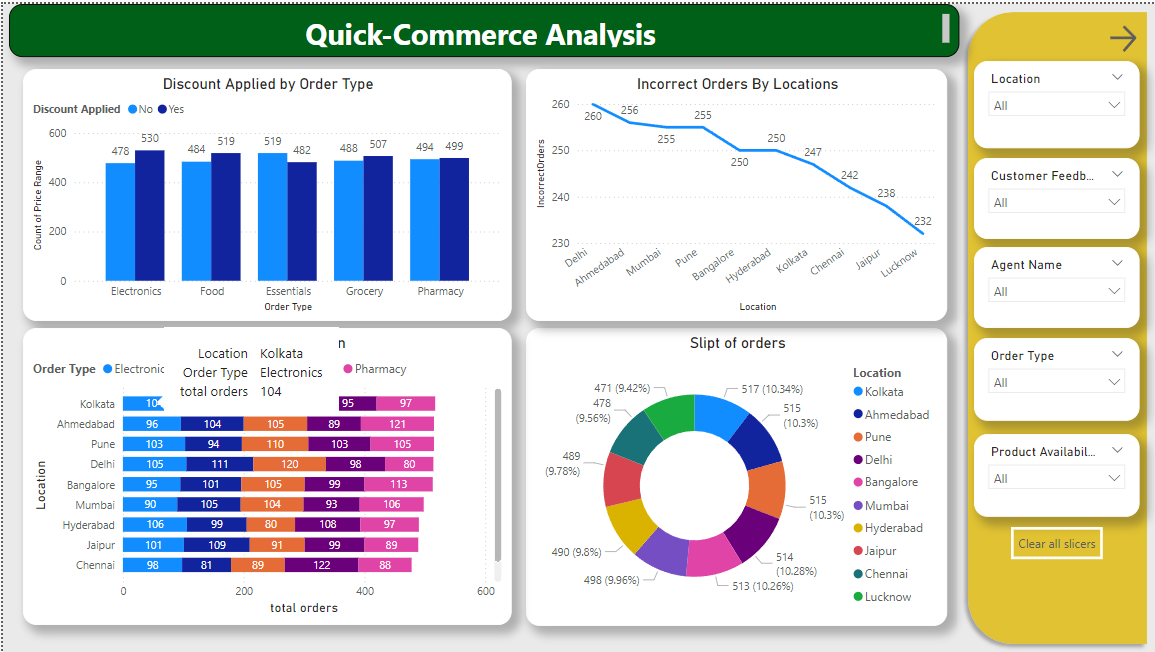 Quick-Commerce Analysis
Discount Applied by Order Type
Discount Applied No Yes
Count of Price Range
600
400
200
0
478 530
484 519
519 482
488 507
494 499
Electronics Food Essentials Grocery Pharmacy
Order Type
Incorrect Orders By Locations
IncorrectOrders
260
250
240
230
260
256
255
255
250
250
247
242
238
232
Delhi
Ahmedabad
Mumbai
Pune
Bangalore
Hyderabad
Kolkata
Chennai
Jaipur
Lucknow
Location
n
Order Type Electronic Pharmacy
Location Kolkata
Order Type Electronics
total orders 104
Location
Kolkata 10 95 97
Ahmedabad 96 104 105 89 121
Pune 103 94 110 103 105
Delhi 105 111 120 98 80
Bangalore 95 101 105 99 113
Mumbai 90 105 104 93 106
Hyderabad 106 99 80 108 97
Jaipur 101 109 91 99 89
Chennai 98 81 89 122 88
0 200 400 600
total orders
Slipt of orders
517 (10.34%)
515
(10.3%)
515
(10.3%)
514
(10.28%)
513 (10.26%)
498 (9.96%)
490 (9.8%)
489
(9.78%)
478
(9.56%)
471 (9.42%)
Location
Kolkata
Ahmedabad
Pune
Delhi
Bangalore
Mumbai
Hyderabad
Jaipur
Chennai
Lucknow
Location
All
Customer Feedb...
All
Agent Name
All
Order Type
All
Product Availabil...
All
Clear all slicers